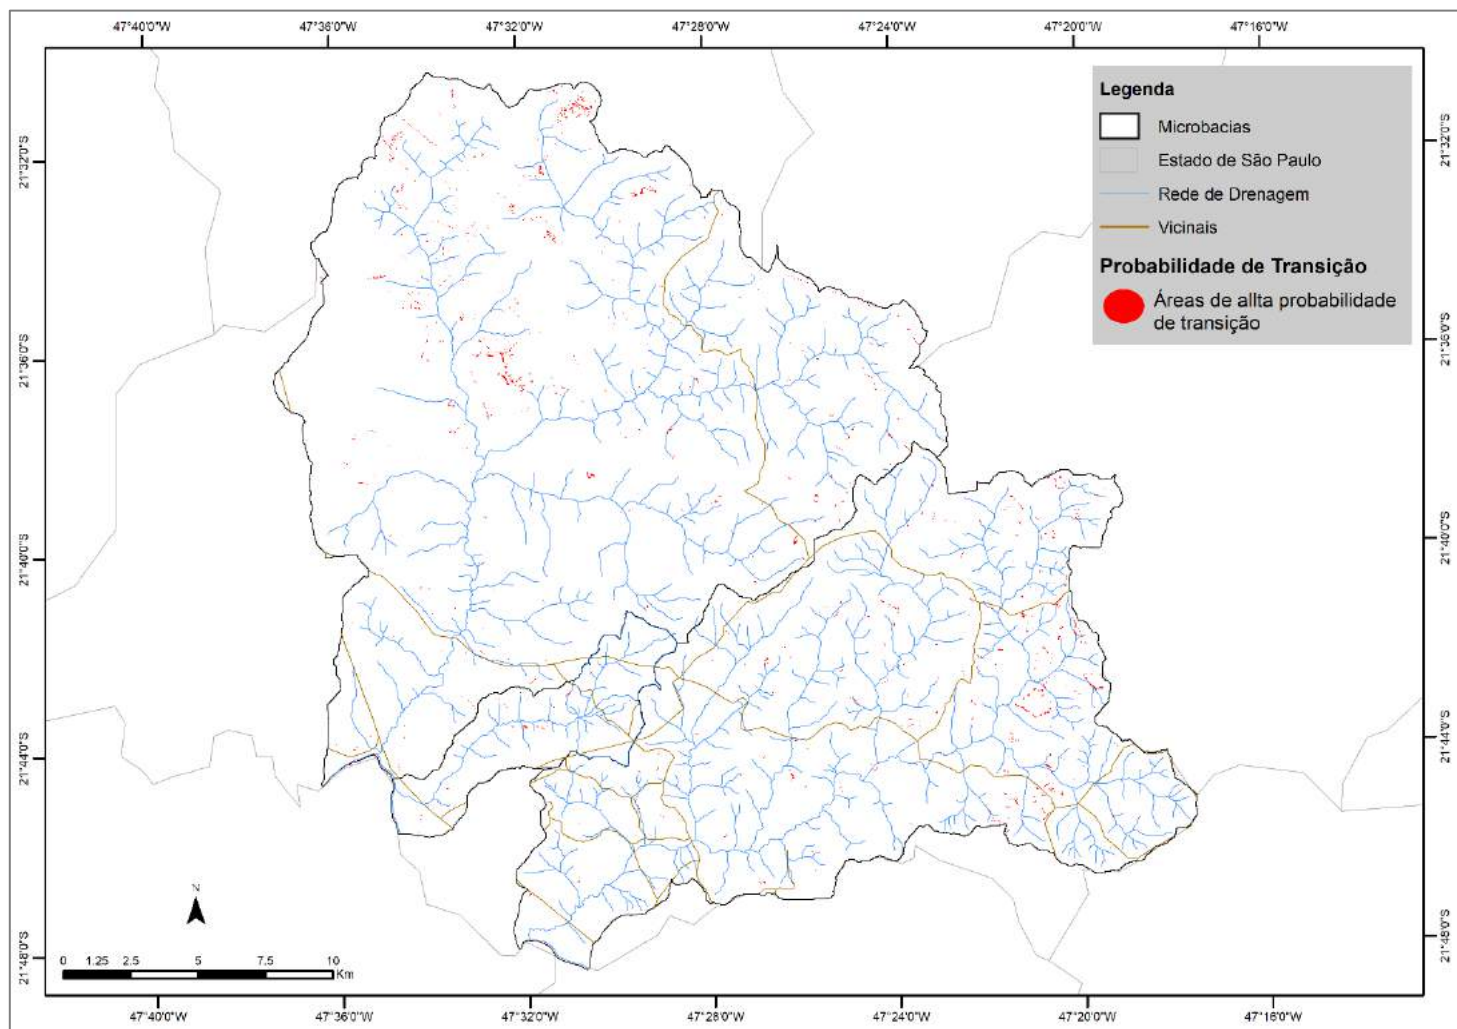 47°40'0"W 47°36'0"W 47°32'0"W 47°28'0"W 47°24'0"W 47°20'0"W 47°16'0"W
Legenda
Microbacias
Estado de São Paulo
Rede de Drenagem
Vicinais
Probabilidade de Transição
Áreas de allta probabilidade
de transição
21°32'0"S
21°36'0"S
21°40'0"S
21°44'0"S
21°48'0"S
21°32'0"S
21°36'0"S
21°40'0"S
21°44'0"S
21°48'0"S
N
0 1.25 2.5 5 7.5 10
Km
47°40'0"W 47°36'0"W 47°32'0"W 47°28'0"W 47°24'0"W 47°20'0"W 47°16'0"W